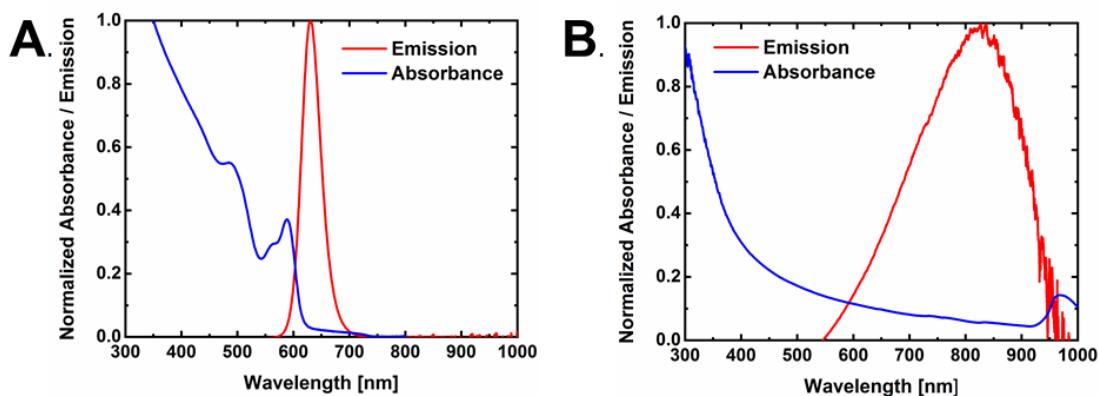 A.
Normalized Absorbance / Emission
1.0
0.8
0.6
0.4
0.2
0.0
Emission
Absorbance
300 400 500 600 700 800 900 1000
Wavelength [nm]
B.
Normalized Absorbance / Emission
1.0
0.8
0.6
0.4
0.2
0.0
Emission
Absorbance
300 400 500 600 700 800 900 1000
Wavelength [nm]